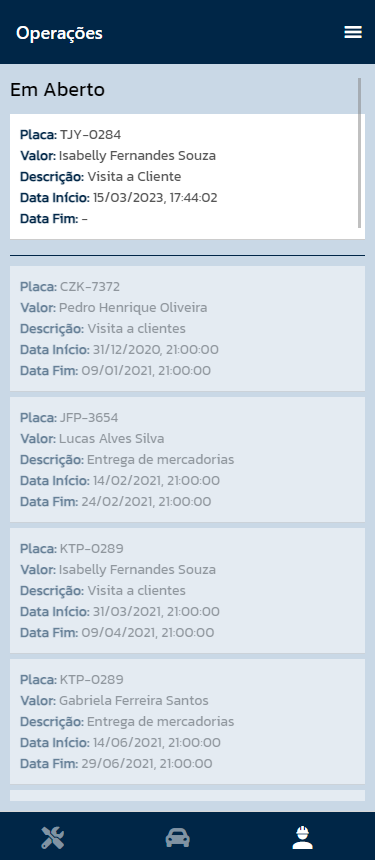 Operações
Em Aberto
Placa: TJY-0284
Valor: Isabelly Fernandes Souza
Descrição: Visita a Cliente
Data Início: 15/03/2023, 17:44:02
Data Fim: -
Placa: CZK-7372
Valor: Pedro Henrique Oliveira
Descrição: Visita a clientes
Data Início: 31/12/2020, 21:00:00
Data Fim: 09/01/2021, 21:00:00
Placa: JFP-3654
Valor: Lucas Alves Silva
Descrição: Entrega de mercadorias
Data Início: 14/02/2021, 21:00:00
Data Fim: 24/02/2021, 21:00:00
Placa: KTP-0289
Valor: Isabelly Fernandes Souza
Descrição: Visita a clientes
Data Início: 31/03/2021, 21:00:00
Data Fim: 09/04/2021, 21:00:00
Placa: KTP-0289
Valor: Gabriela Ferreira Santos
Descrição: Entrega de mercadorias
Data Início: 14/06/2021, 21:00:00
Data Fim: 29/06/2021, 21:00:00